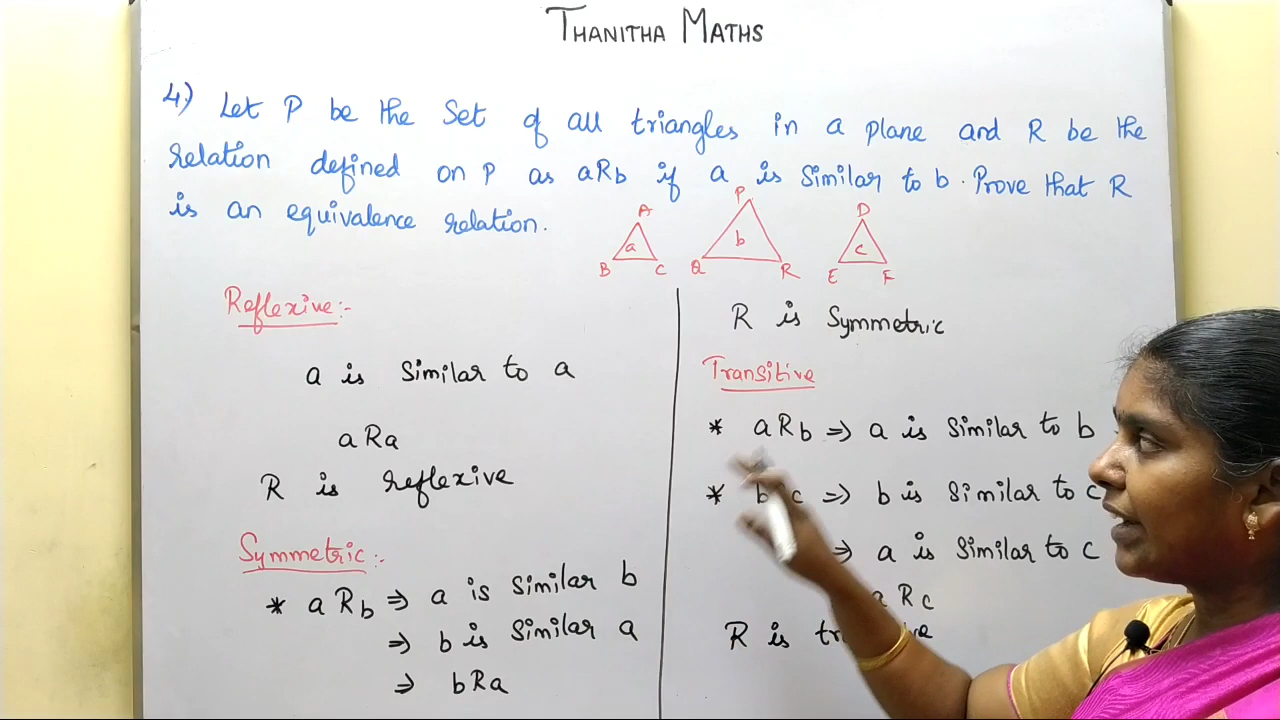 THANITHA MATHS
4.) Let P be the Set of all triangles in a plane and R be the
relation defined on P as aRb if a is Similar to b. Prove that R
is an equivalence relation.
A
a
B C
P
b
Q R
D
c
E F
Reflexive:-
a is Similar to a
aRa
R is reflexive
Symmetric:-
* aRb ⇒ a is Similar b
⇒ b is Similar a
⇒ bRa
R is Symmetric
Transitive
* aRb ⇒ a is Similar to b
* b c ⇒ b is Similar to c
⇒ a is Similar to c
a R c
R is